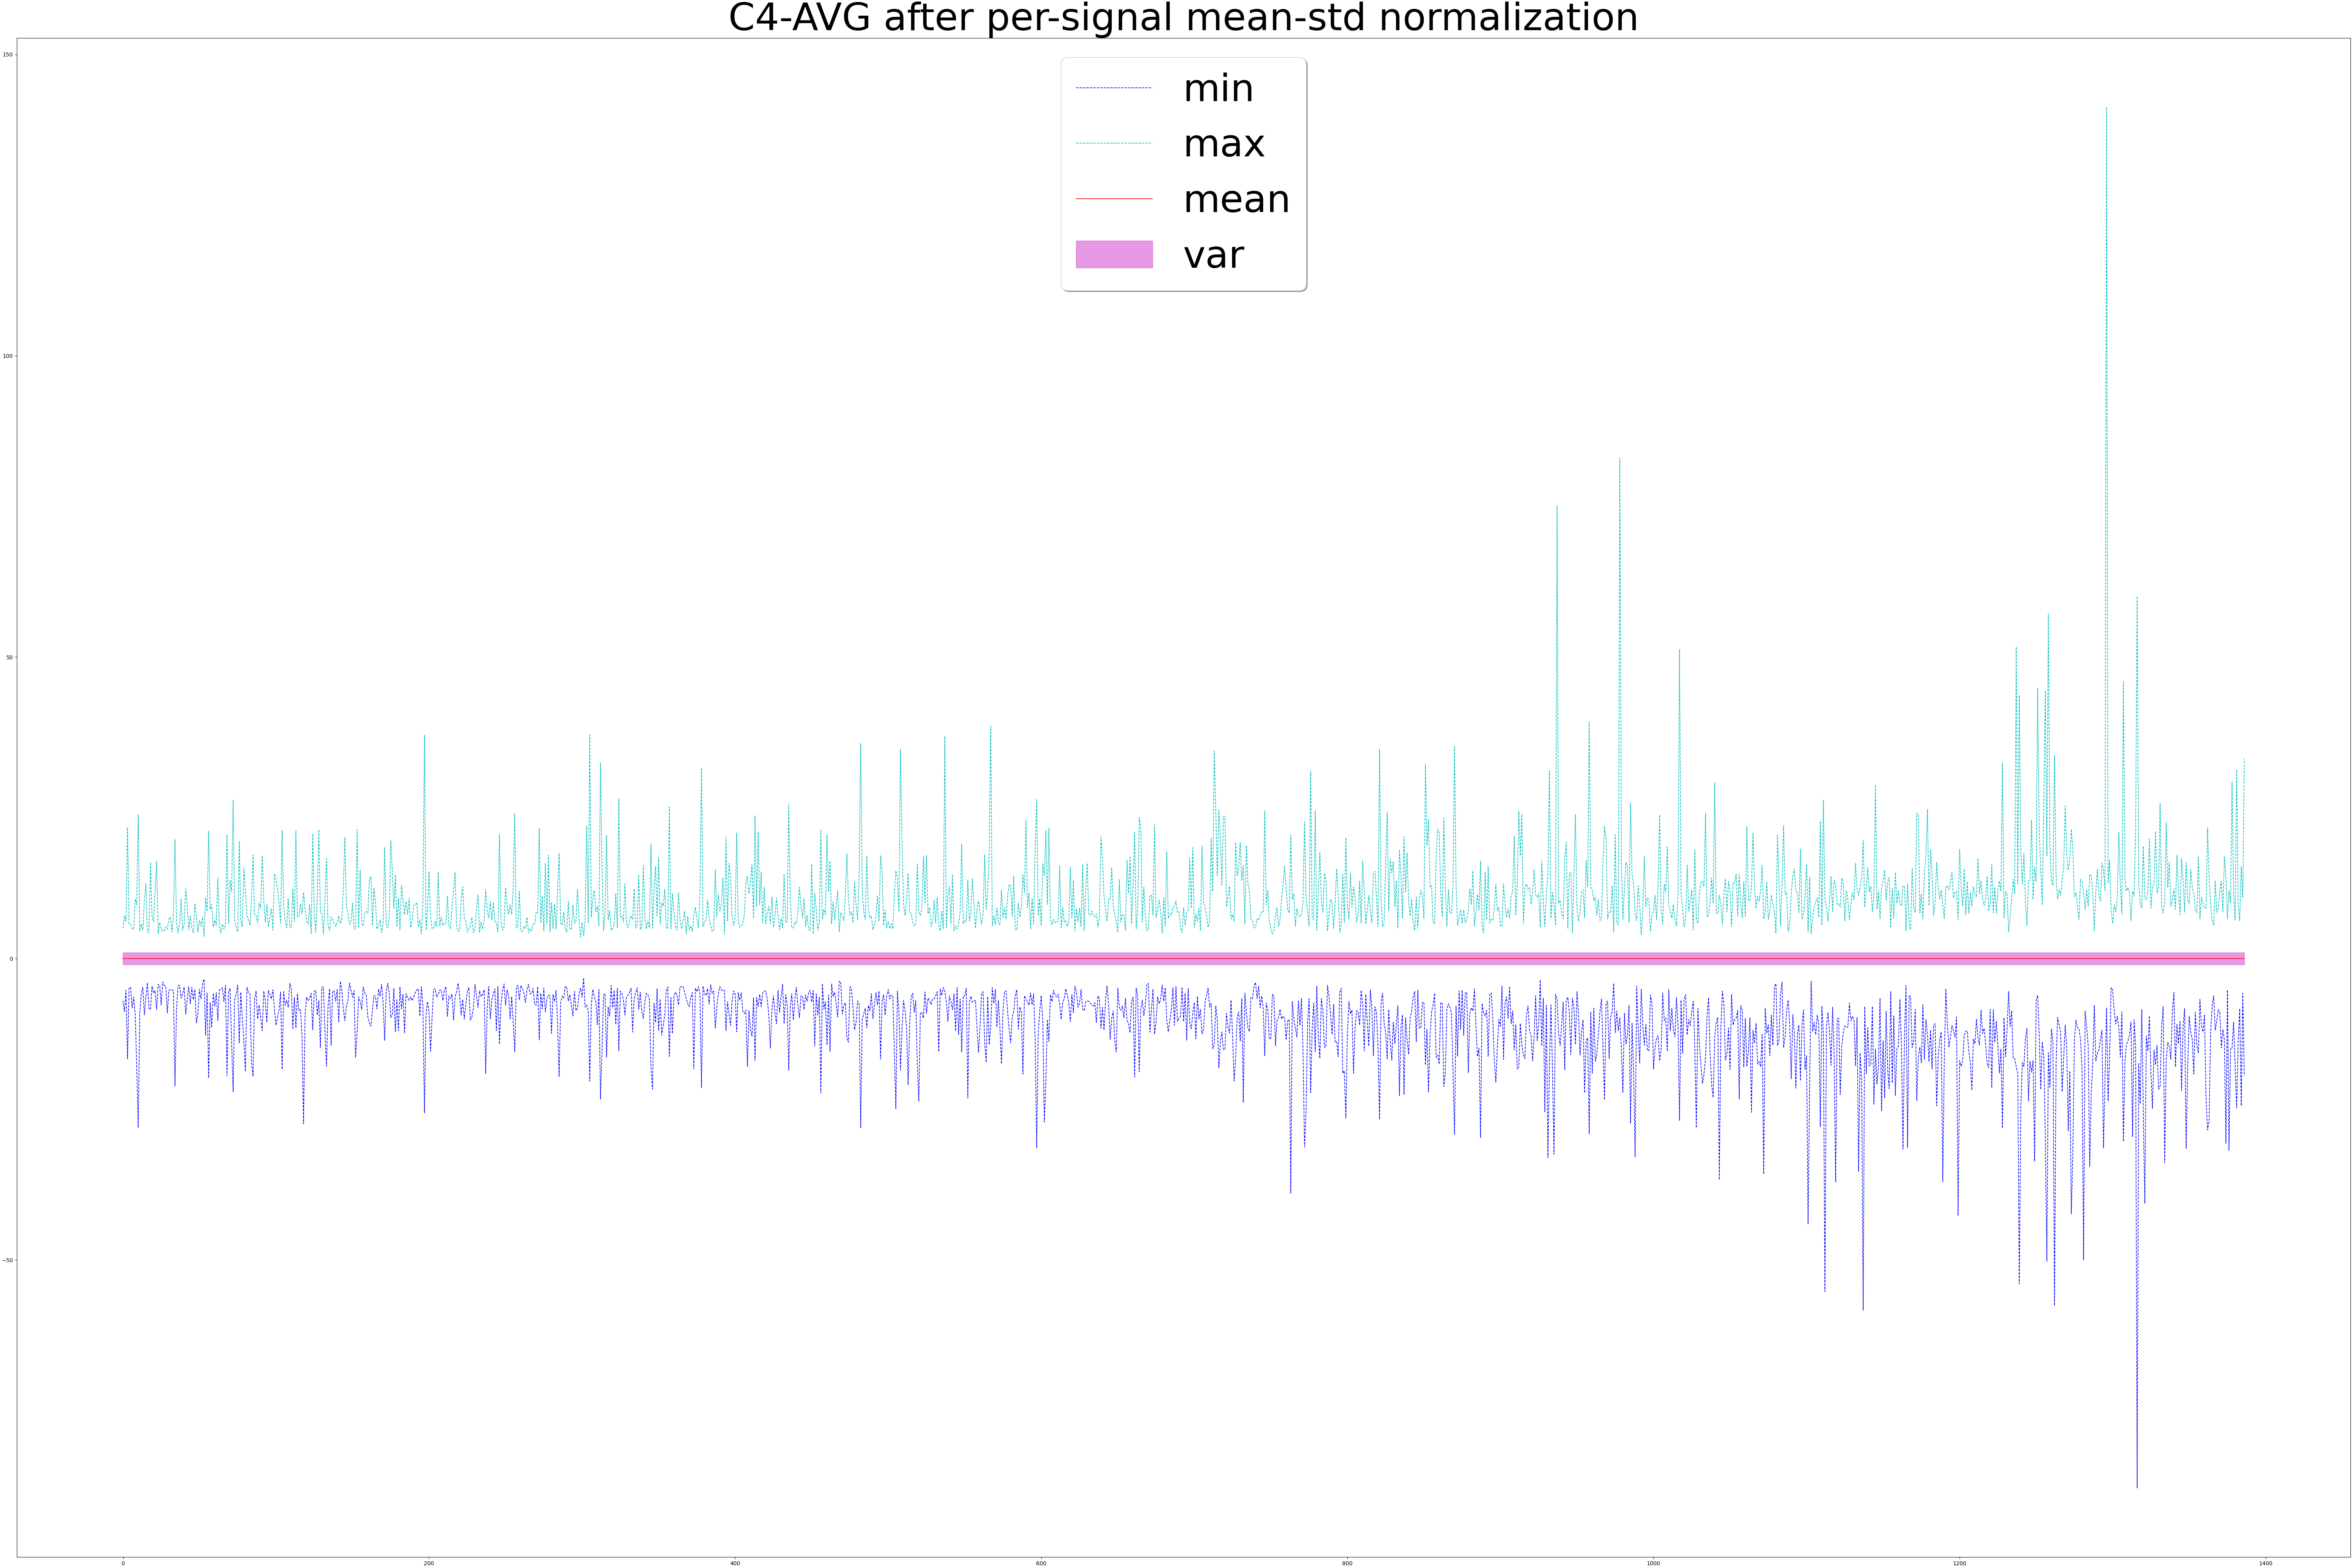 C4-AVG after per-signal mean-std normalization
150
100
50
0
−50
min
max
mean
var
0 200 400 600 800 1000 1200 1400